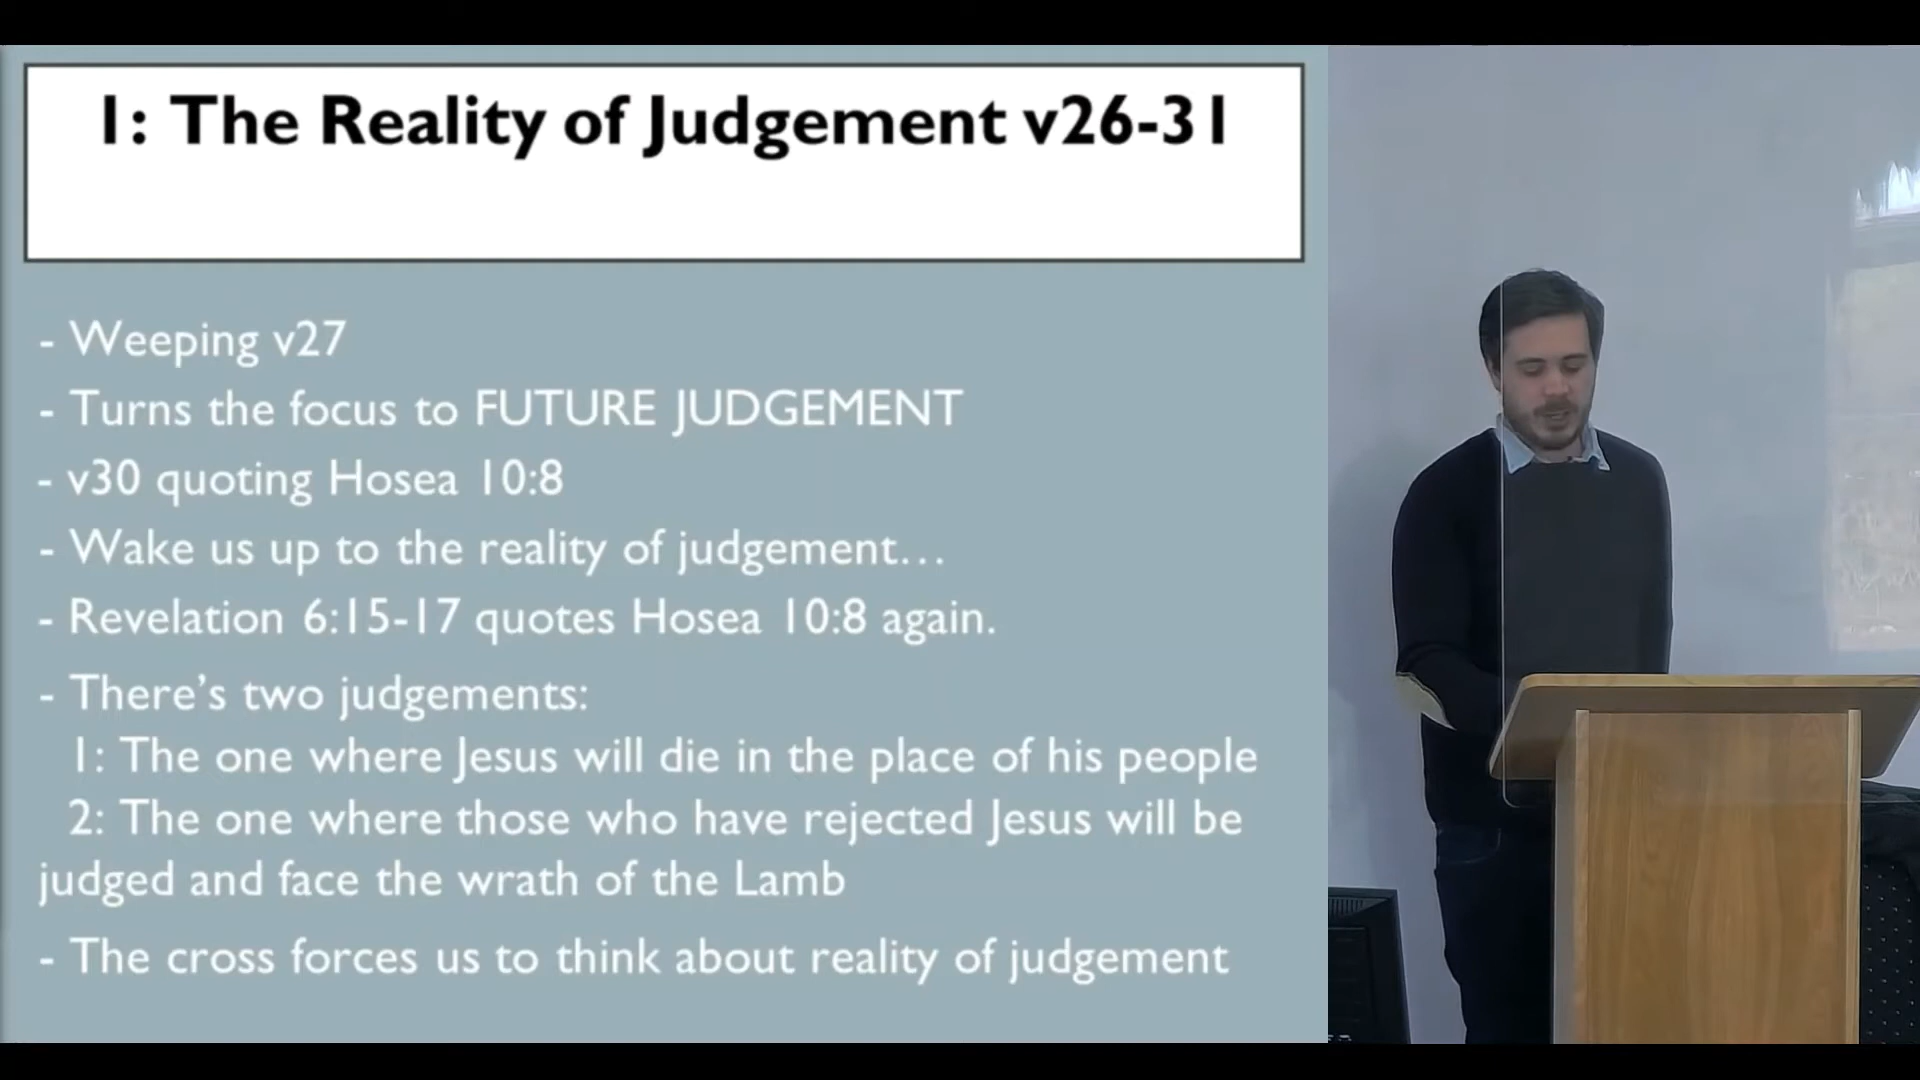 1: The Reality of Judgement v26-31
- Weeping v27
- Turns the focus to FUTURE JUDGEMENT
- v30 quoting Hosea 10:8
- Wake us up to the reality of judgement…
- Revelation 6:15-17 quotes Hosea 10:8 again.
- There’s two judgements:
1: The one where Jesus will die in the place of his people
2: The one where those who have rejected Jesus will be
judged and face the wrath of the Lamb
- The cross forces us to think about reality of judgement